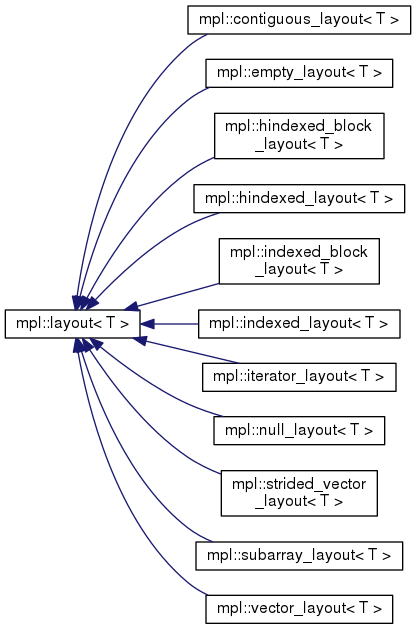 mpl::contiguous_layout< T >
mpl::empty_layout< T >
mpl::hindexed_block
_layout< T >
mpl::hindexed_layout< T >
mpl::indexed_block
_layout< T >
mpl::layout< T >
mpl::indexed_layout< T >
mpl::iterator_layout< T >
mpl::null_layout< T >
mpl::strided_vector
_layout< T >
mpl::subarray_layout< T >
mpl::vector_layout< T >